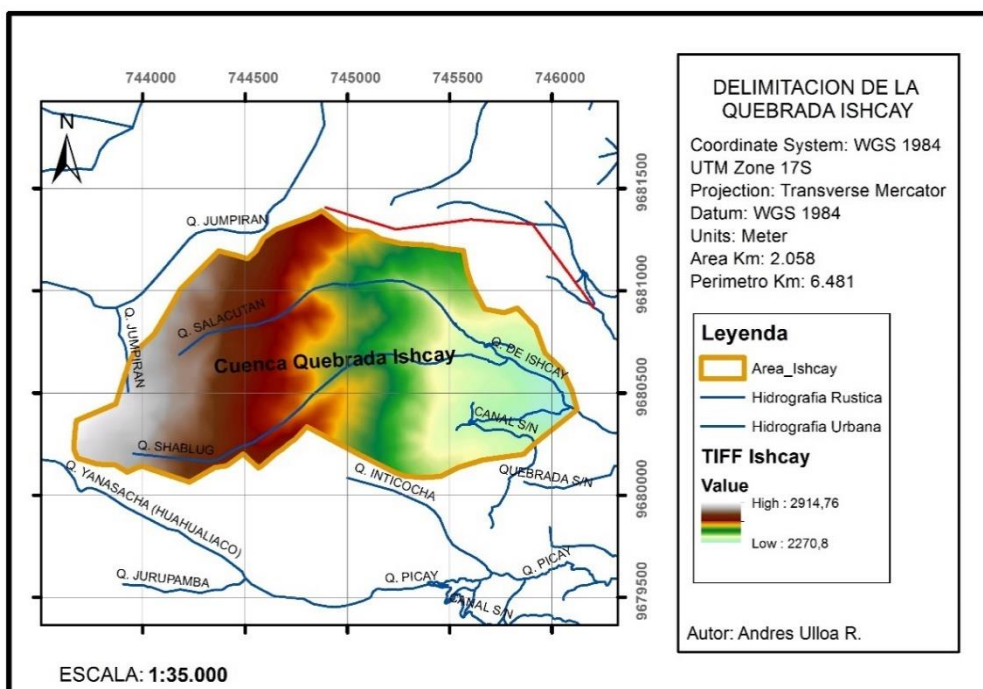 744000 744500 745000 745500 746000
N
9681500
Q. JUMPIRAN
9681000
Q. SALACUTAN
Q. JUMPIRAN
Q. DE ISHCAY
Cuenca Quebrada Ishcay
9680500
CANAL S/N
Q. SHABLUG
QUEBRADA S/N
Q. INTICOCHA
9680000
Q. YANASACHA (HUAHUALIACO)
Q. JURUPAMBA
Q. PICAY
Q. PICAY
CANAL S/N
9679500
ESCALA: 1:35.000
DELIMITACION DE LA
QUEBRADA ISHCAY
Coordinate System: WGS 1984
UTM Zone 17S
Projection: Transverse Mercator
Datum: WGS 1984
Units: Meter
Area Km: 2.058
Perimetro Km: 6.481
Leyenda
Area_Ishcay
Hidrografia Rustica
Hidrografia Urbana
TIFF Ishcay
Value
High : 2914,76
Low : 2270,8
Autor: Andres Ulloa R.